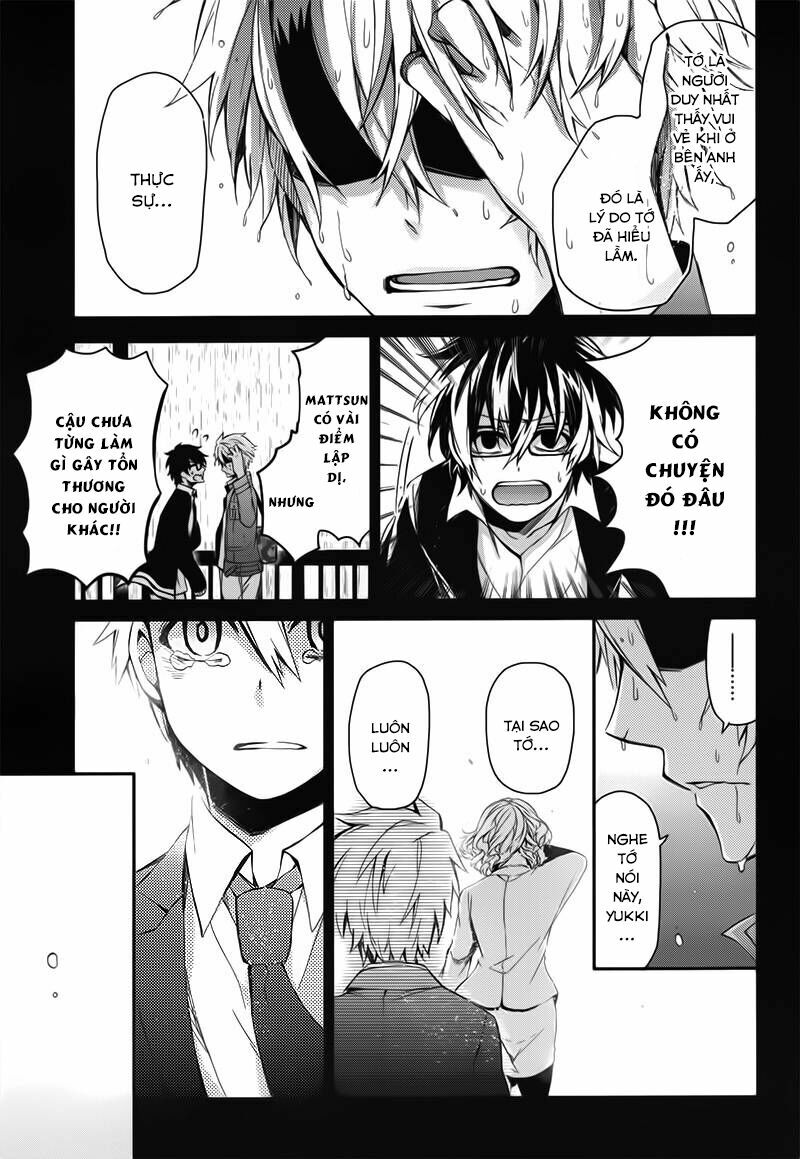 TỚ LÀ
NGƯỜI
DUY NHẤT
THẤY VUI
VẺ KHI Ở
BÊN ANH
ẤY,
ĐÓ LÀ
LÝ DO TỚ
ĐÃ HIỂU
LẦM.
THỰC
SỰ...
KHÔNG
CÓ
CHUYỆN
ĐÓ ĐÂU
!!!
MATTSUN
CÓ VÀI
ĐIỂM
LẬP
DỊ,
NHƯNG
CẬU CHƯA
TỪNG LÀM
GÌ GÂY TỔN
THƯƠNG
CHO NGƯỜI
KHÁC!!
.........
NGHE
TỚ
NÓI
NÀY,
YUKKI
...
TẠI SAO
TỚ...
LUÔN
LUÔN
...